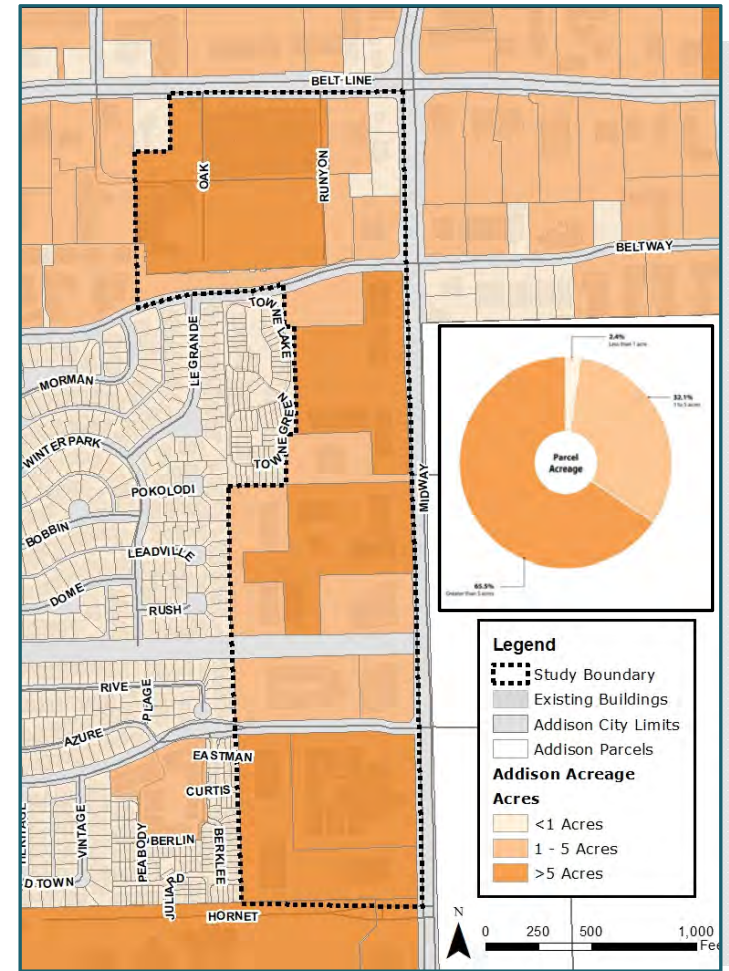 BELT LINE
OAK
RUNYON
BELTWAY
TOWNE LAKE
LE GRANDE
MORMAN
TOWNE GREEN
WINTER PARK
POKOLODI
MIDWAY
BOBBIN
LEADVILLE
DOME
RUSH
RIVE
PLAGE
AZURE
EASTMAN
CURTIS
VINTAGE
PEABODY
BERLIN
BERKLEE
D TOWN
JULIARD
HORNET
2.4%
Less than 1 acre
32.1%
1 to 5 acres
Parcel
Acreage
65.5%
Greater than 5 acres
Legend
Study Boundary
Existing Buildings
Addison City Limits
Addison Parcels
Addison Acreage
Acres
<1 Acres
1 - 5 Acres
>5 Acres
N
0 250 500 1,000
Fee